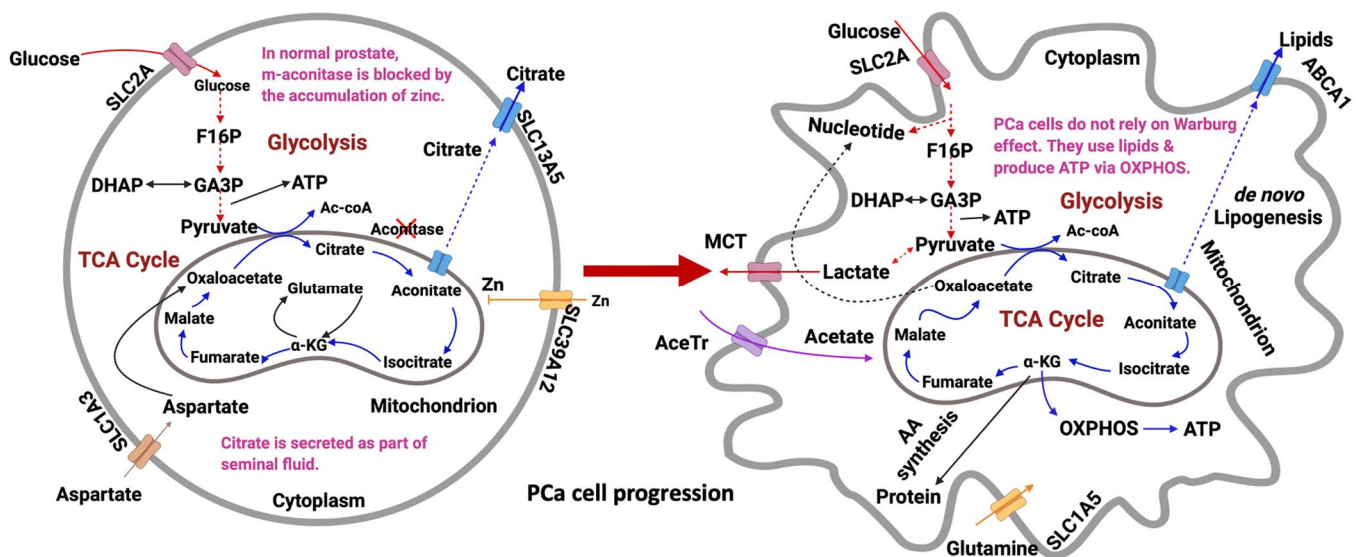 Glucose
SLC2A
Glucose
In normal prostate,
m-aconitase is blocked by
the accumulation of zinc.
Citrate
SLC13A5
F16P
Glycolysis
Citrate
DHAP
GA3P
ATP
Pyruvate
Ac-coA
Citrate
Aconitase
TCA Cycle
Oxaloacetate
Glutamate
Aconitate
Zn
Zn
SLC39A12
Malate
α-KG
Fumarate
Isocitrate
Aspartate
Mitochondrion
SLC1A3
Citrate is secreted as part of
seminal fluid.
Aspartate
Cytoplasm
PCa cell progression
Glucose
SLC2A
Cytoplasm
Lipids
ABCA1
Nucleotide
F16P
PCa cells do not rely on Warburg
effect. They use lipids &
produce ATP via OXPHOS.
DHAP
GA3P
Glycolysis
de novo
Lipogenesis
ATP
Ac-coA
MCT
Pyruvate
Lactate
Citrate
Mitochondrion
Oxaloacetate
TCA Cycle
Aconitate
AceTr
Acetate
Malate
α-KG
Isocitrate
Fumarate
OXPHOS
ATP
AA
synthesis
Protein
Glutamine
SLC1A5